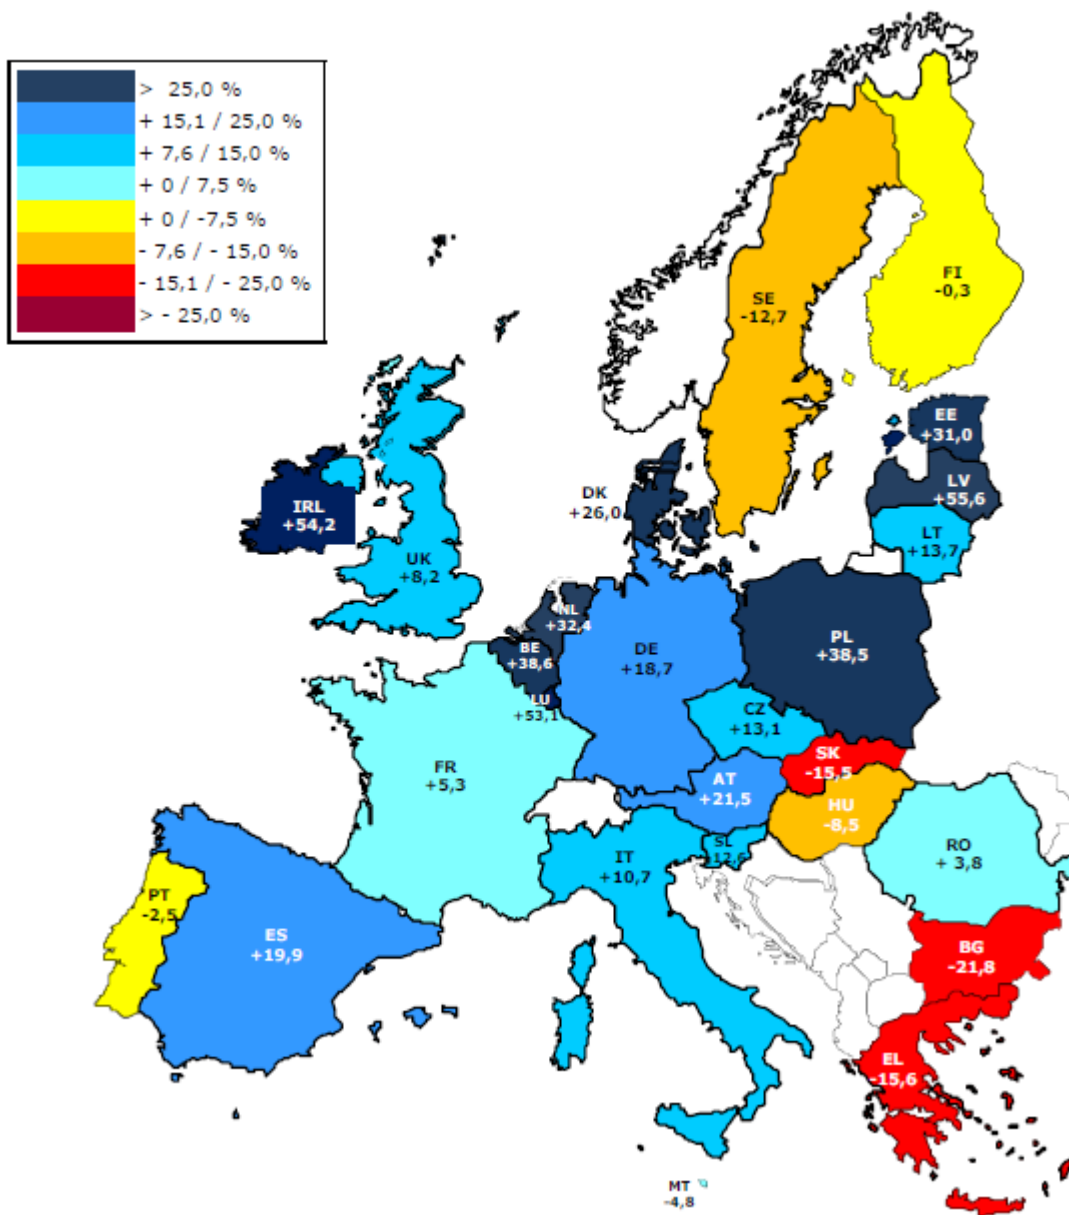 > 25,0 %
+ 15,1 / 25,0 %
+ 7,6 / 15,0 %
+ 0 / 7,5 %
+ 0 / -7,5 %
- 7,6 / - 15,0 %
- 15,1 / - 25,0 %
> - 25,0 %
FI
-0,3
SE
-12,7
EE
+31,0
LV
+55,6
DK
+26,0
IRL
+54,2
LT
+13,7
UK
+8,2
NL
+32,4
PL
+38,5
BE
+38,6
DE
+18,7
LU
+53,1
CZ
+13,1
SK
-15,5
FR
+5,3
AT
+21,5
HU
-8,5
SL
+12,6
RO
+ 3,8
IT
+10,7
PT
-2,5
ES
+19,9
BG
-21,8
EL
-15,6
MT
-4,8